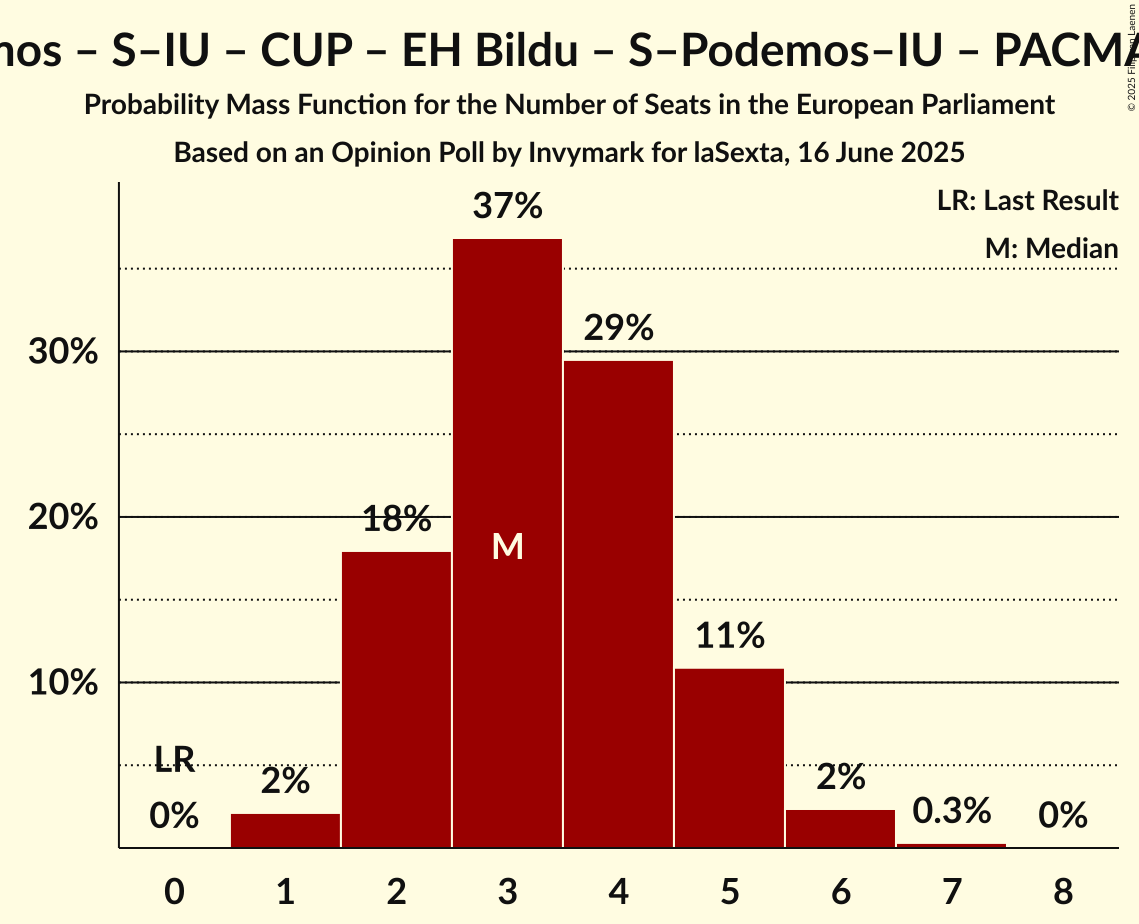 – S–IU – CUP – EH Bildu – S–Podemos–IU –
Probability Mass Function for the Number of Seats in the European Parliament
Based on an Opinion Poll by Invymark for laSexta, 16 June 2025
© 2025 Filip van Laenen
LR: Last Result
M: Median
37%
29%
30%
20%
18%
M
11%
10%
LR
0%
2%
2%
0.3%
0%
0 1 2 3 4 5 6 7 8